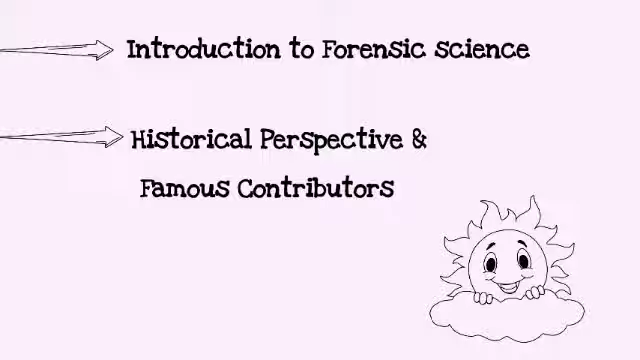 Introduction to Forensic science
Historical Perspective &
Famous Contributors